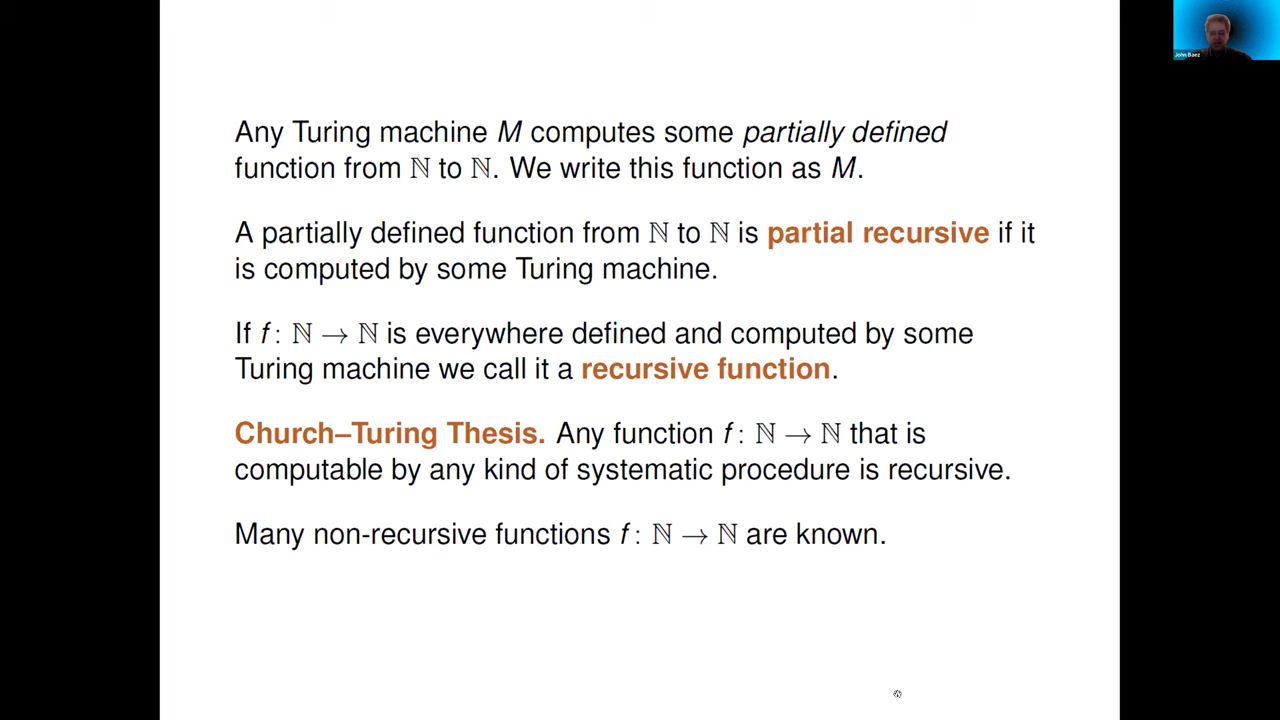 John Baez
Any Turing machine M computes some partially defined
function from ℕ to ℕ. We write this function as M.
A partially defined function from ℕ to ℕ is partial recursive if it
is computed by some Turing machine.
If f : ℕ → ℕ is everywhere defined and computed by some
Turing machine we call it a recursive function.
Church–Turing Thesis. Any function f : ℕ → ℕ that is
computable by any kind of systematic procedure is recursive.
Many non-recursive functions f : ℕ → ℕ are known.